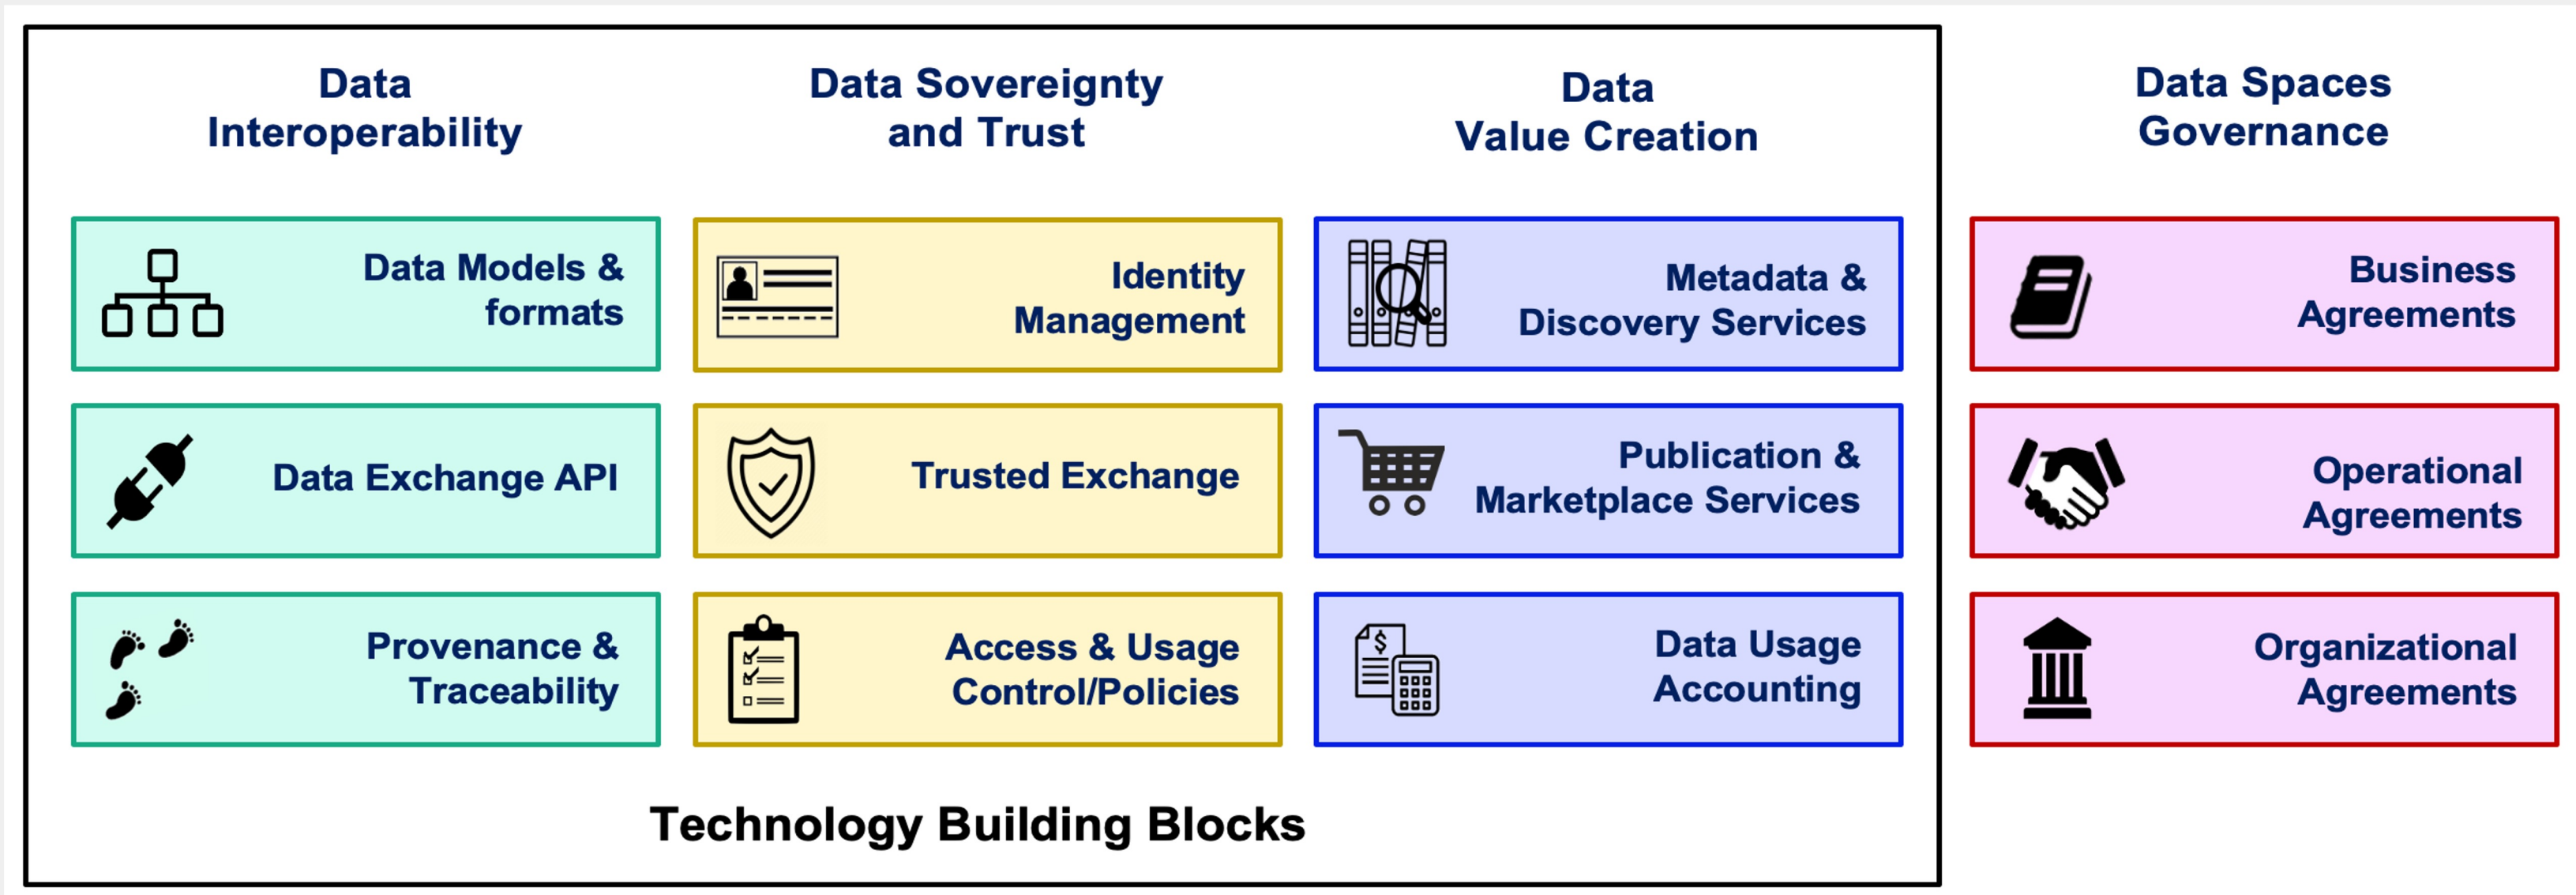 Data
Interoperability
Data Models &
formats
Data Exchange API
Provenance &
Traceability
Data Sovereignty
and Trust
Identity
Management
Trusted Exchange
Access & Usage
Control/Policies
Data
Value Creation
Metadata &
Discovery Services
Publication &
Marketplace Services
$
Data Usage
Accounting
Technology Building Blocks
Data Spaces
Governance
Business
Agreements
Operational
Agreements
Organizational
Agreements